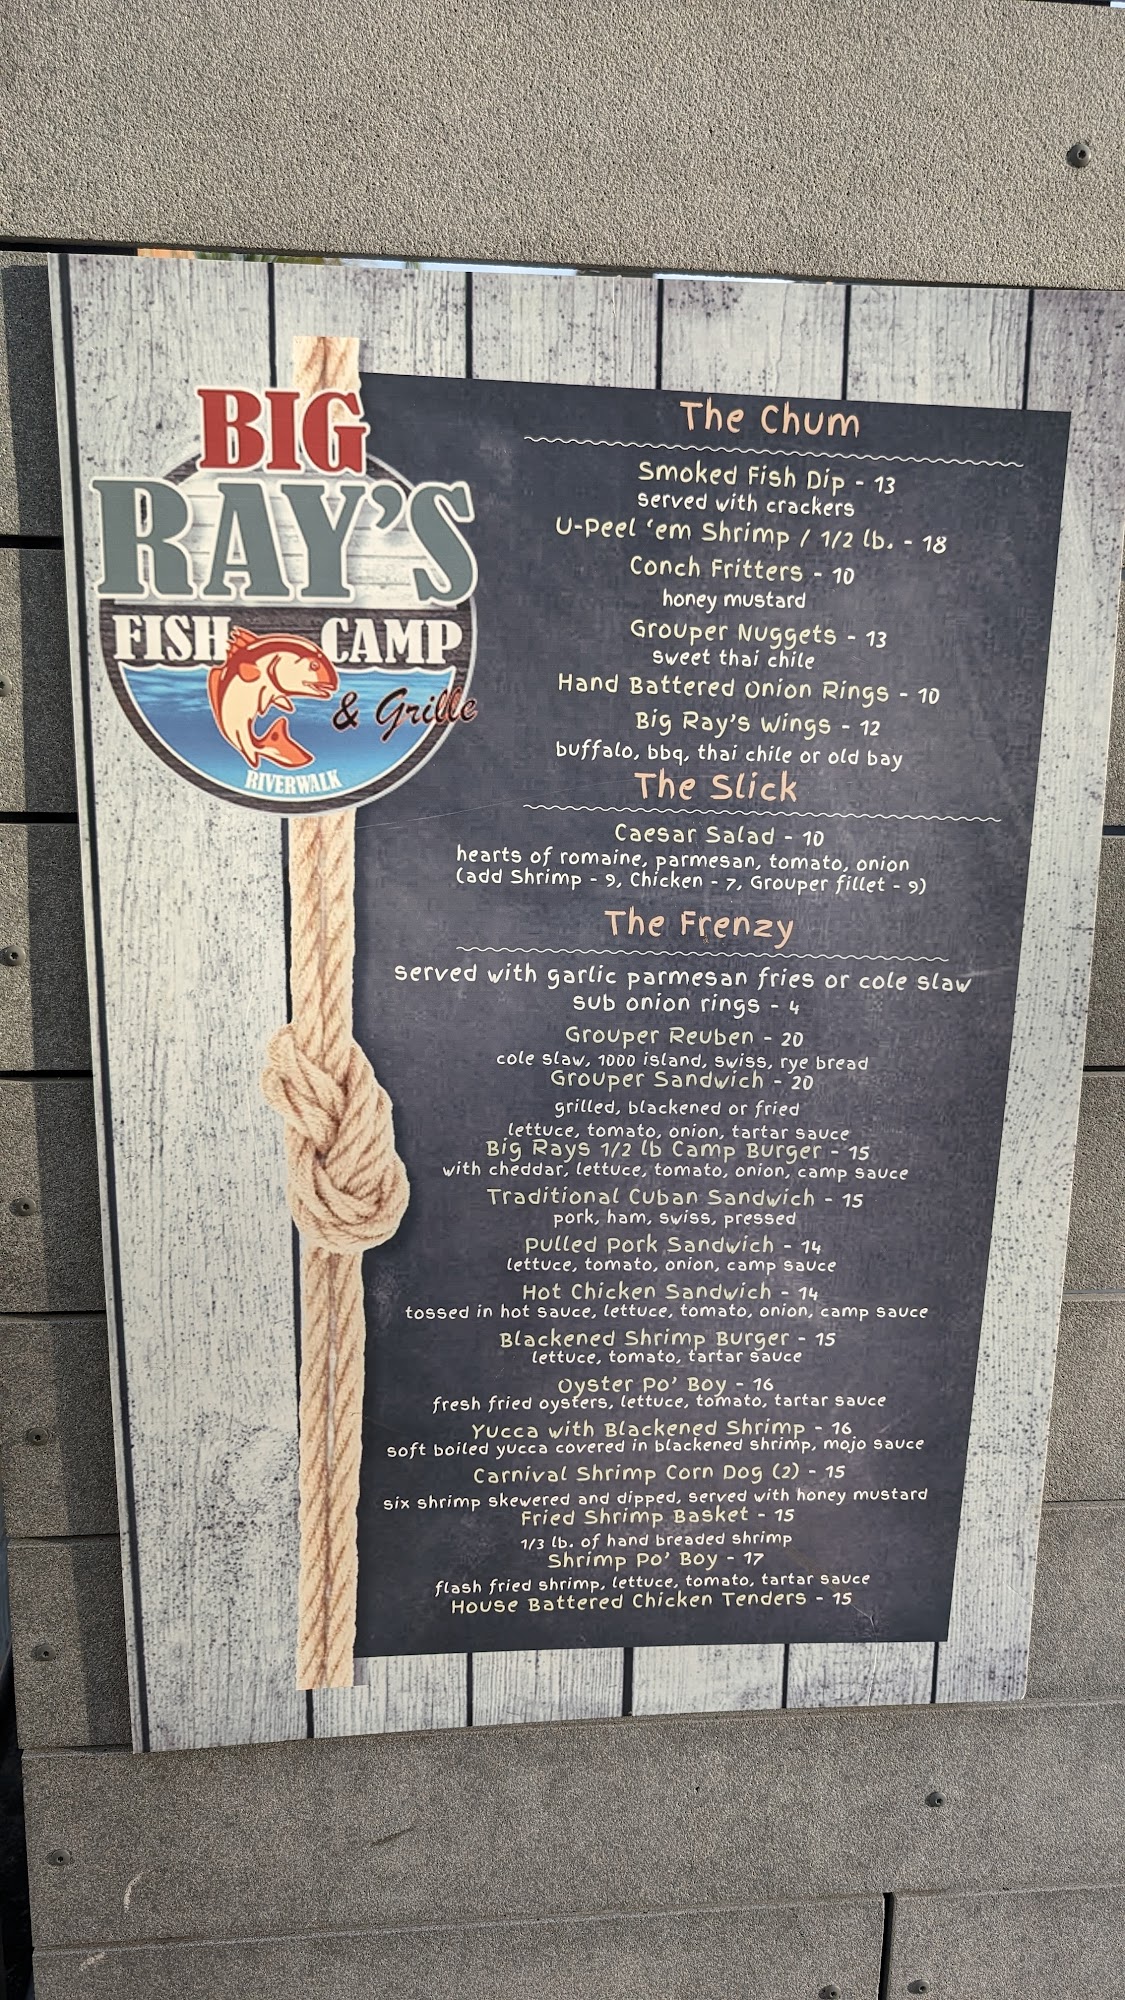 BIG
RAY'S
FISH CAMP
& Grille
RIVERWALK
The Chum
Smoked Fish Dip - 13
served with crackers
U-Peel 'em Shrimp / 1/2 lb. - 18
Conch Fritters - 10
honey mustard
Grouper Nuggets - 13
sweet thai chile
Hand Battered Onion Rings - 10
Big Ray's Wings - 12
buffalo, bbq, thai chile or old bay
The Slick
Caesar Salad - 10
hearts of romaine, parmesan, tomato, onion
(add Shrimp - 9, Chicken - 7, Grouper fillet - 9)
The Frenzy
served with garlic parmesan fries or cole slaw
sub onion rings - 4
Grouper Reuben - 20
cole slaw, 1000 island, swiss, rye bread
Grouper Sandwich - 20
grilled, blackened or fried
lettuce, tomato, onion, tartar sauce
Big Rays 1/2 lb Camp Burger - 15
with cheddar, lettuce, tomato, onion, camp sauce
Traditional Cuban Sandwich - 15
pork, ham, swiss, pressed
Pulled Pork Sandwich - 14
lettuce, tomato, onion, camp sauce
Hot Chicken Sandwich - 14
tossed in hot sauce, lettuce, tomato, onion, camp sauce
Blackened Shrimp Burger - 15
lettuce, tomato, tartar sauce
Oyster Po' Boy - 16
fresh fried oysters, lettuce, tomato, tartar sauce
Yucca with Blackened Shrimp - 16
soft boiled yucca covered in blackened shrimp, mojo sauce
Carnival Shrimp Corn Dog (2) - 15
six shrimp skewered and dipped, served with honey mustard
Fried Shrimp Basket - 15
1/3 lb. of hand breaded shrimp
Shrimp Po' Boy - 17
flash fried shrimp, lettuce, tomato, tartar sauce
House Battered Chicken Tenders - 15